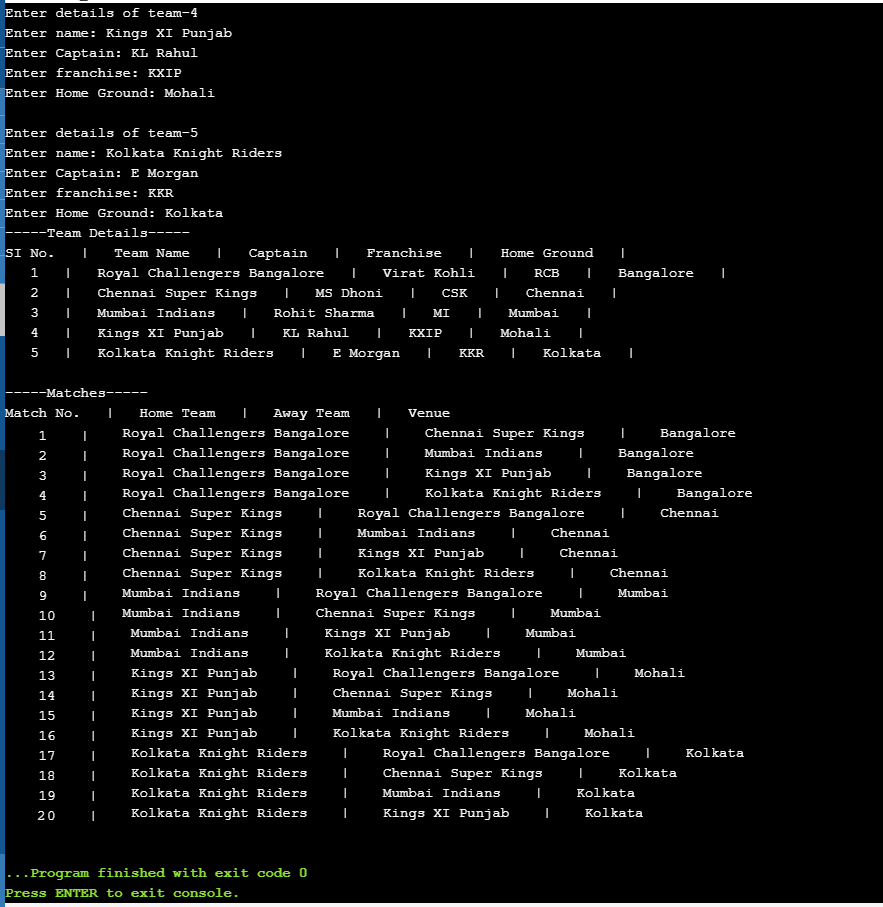 Enter details of team-4
Enter name: Kings XI Punjab
Enter Captain: KL Rahul
Enter franchise: KXIP
Enter Home Ground: Mohali
Enter details of team-5
Enter name: Kolkata Knight Riders
Enter Captain: E Morgan
Enter franchise: KKR
Enter Home Ground: Kolkata
-----Team Details-----
SI No. | Team Name | Captain | Franchise | Home Ground |
1 | Royal Challengers Bangalore | Virat Kohli | RCB | Bangalore |
2 | Chennai Super Kings | MS Dhoni | CSK | Chennai |
3 | Mumbai Indians | Rohit Sharma | MI | Mumbai |
4 | Kings XI Punjab | KL Rahul | KXIP | Mohali |
5 | Kolkata Knight Riders | E Morgan | KKR | Kolkata |
-----Matches-----
Match No. | Home Team | Away Team | Venue
1 | Royal Challengers Bangalore | Chennai Super Kings | Bangalore
2 | Royal Challengers Bangalore | Mumbai Indians | Bangalore
3 | Royal Challengers Bangalore | Kings XI Punjab | Bangalore
4 | Royal Challengers Bangalore | Kolkata Knight Riders | Bangalore
5 | Chennai Super Kings | Royal Challengers Bangalore | Chennai
6 | Chennai Super Kings | Mumbai Indians | Chennai
7 | Chennai Super Kings | Kings XI Punjab | Chennai
8 | Chennai Super Kings | Kolkata Knight Riders | Chennai
9 | Mumbai Indians | Royal Challengers Bangalore | Mumbai
10 | Mumbai Indians | Chennai Super Kings | Mumbai
11 | Mumbai Indians | Kings XI Punjab | Mumbai
12 | Mumbai Indians | Kolkata Knight Riders | Mumbai
13 | Kings XI Punjab | Royal Challengers Bangalore | Mohali
14 | Kings XI Punjab | Chennai Super Kings | Mohali
15 | Kings XI Punjab | Mumbai Indians | Mohali
16 | Kings XI Punjab | Kolkata Knight Riders | Mohali
17 | Kolkata Knight Riders | Royal Challengers Bangalore | Kolkata
18 | Kolkata Knight Riders | Chennai Super Kings | Kolkata
19 | Kolkata Knight Riders | Mumbai Indians | Kolkata
20 | Kolkata Knight Riders | Kings XI Punjab | Kolkata
...Program finished with exit code 0
Press ENTER to exit console.